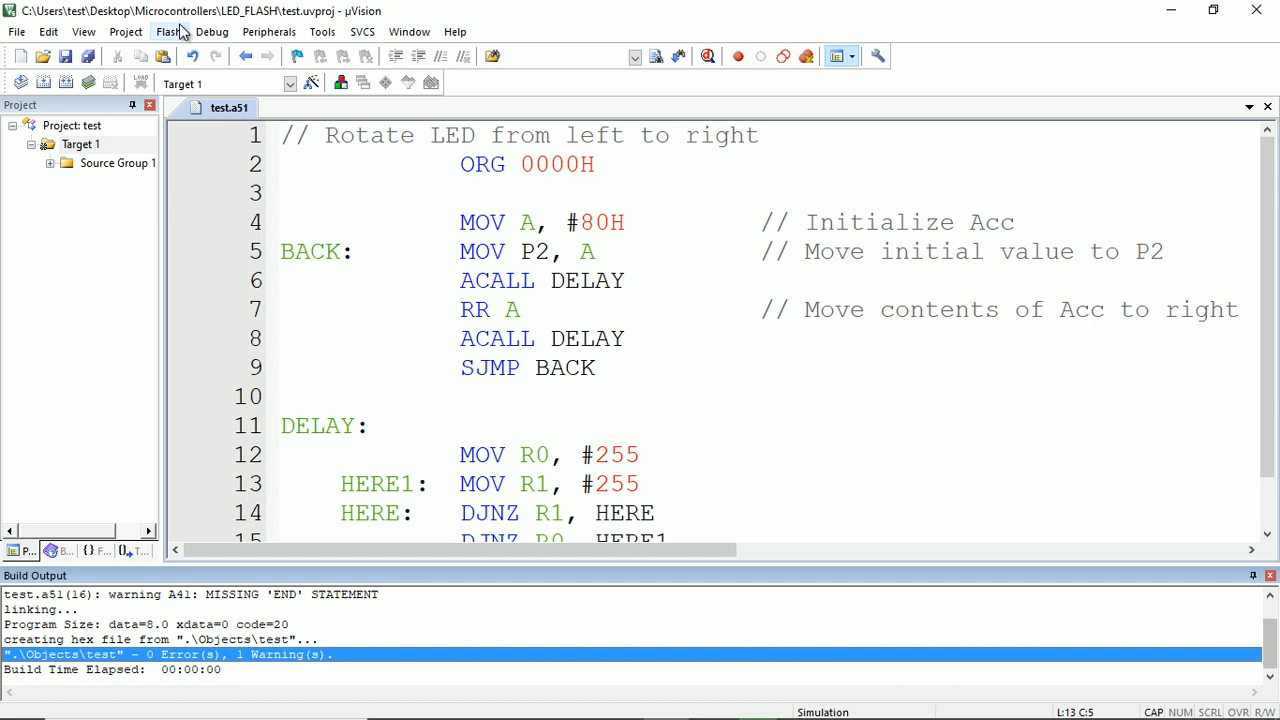 C:\Users\test\Desktop\Microcontrollers\LED_FLASH\test.uvproj - µVision
File Edit View Project Flash Debug Peripherals Tools SVCS Window Help
LOAD Target 1
Project
Project: test
Target 1
Source Group 1
P... B... {} F... T...
test.a51
1 // Rotate LED from left to right
2 ORG 0000H
3
4 MOV A, #80H // Initialize Acc
5 BACK: MOV P2, A // Move initial value to P2
6 ACALL DELAY
7 RR A // Move contents of Acc to right
8 ACALL DELAY
9 SJMP BACK
10
11 DELAY:
12 MOV R0, #255
13 HERE1: MOV R1, #255
14 HERE: DJNZ R1, HERE
15 DJNZ R0, HERE1
Build Output
test.a51(16): warning A41: MISSING 'END' STATEMENT
linking...
Program Size: data=8.0 xdata=0 code=20
creating hex file from ".\Objects\test"...
".\Objects\test" - 0 Error(s), 1 Warning(s).
Build Time Elapsed: 00:00:00
Simulation L:13 C:5 CAP NUM SCRL OVR R/W